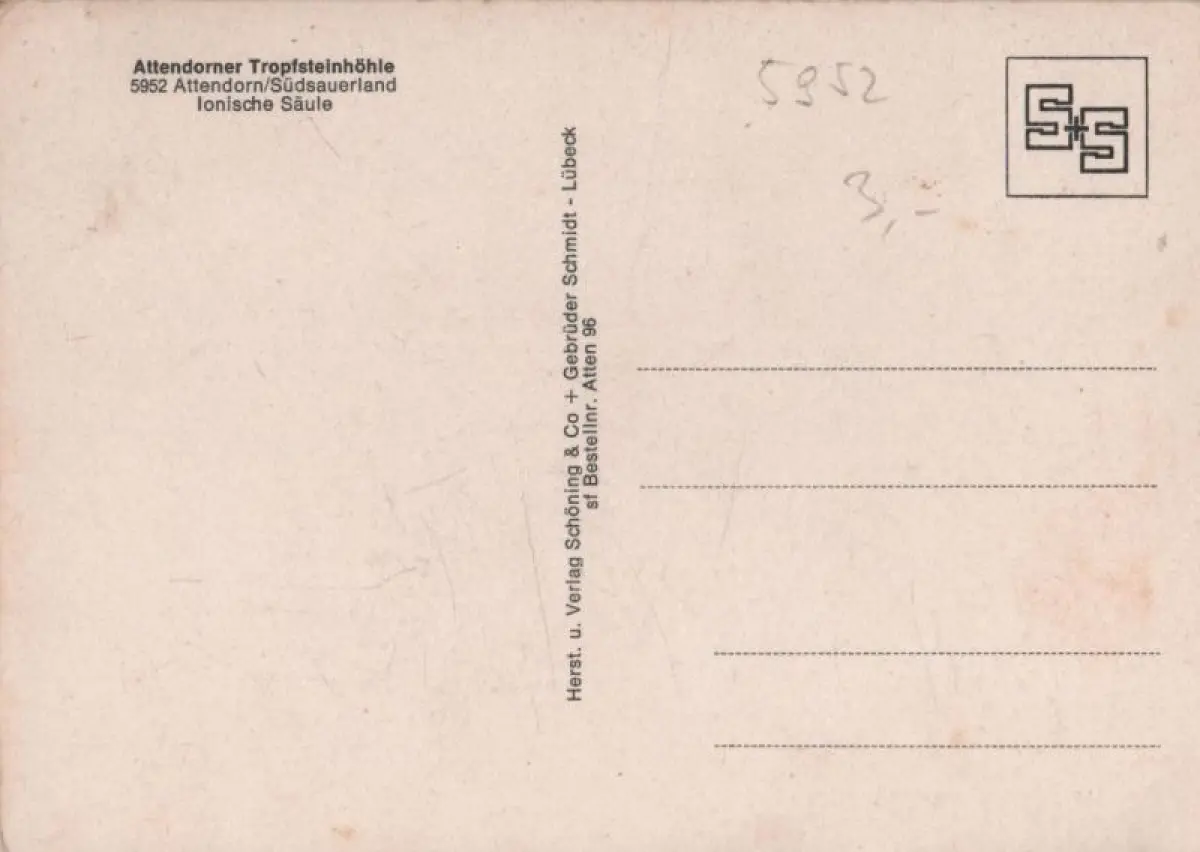 Attendorner Tropfsteinhöhle
5952 Attendorn/Südsauerland
Ionische Säule
Herst. u. Verlag Schöning & Co + Gebrüder Schmidt - Lübeck
sf Bestellnr. Atten 96
5952
3,-
S+S